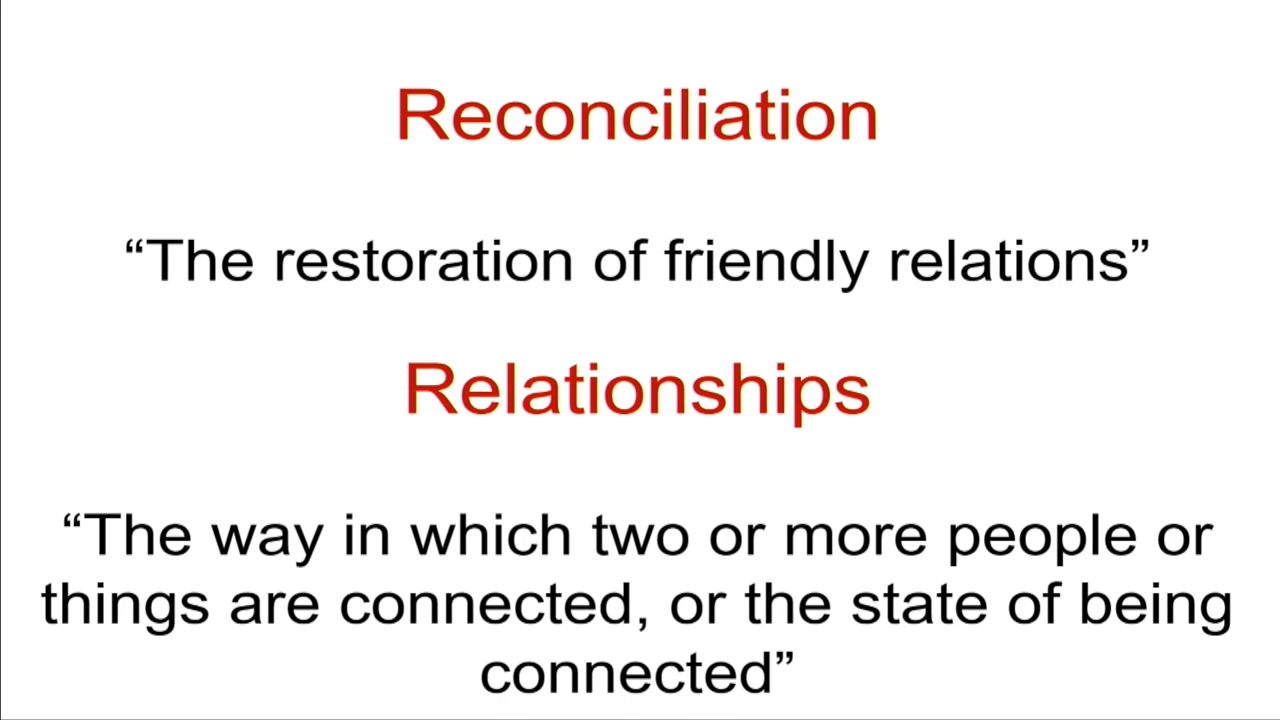 Reconciliation
“The restoration of friendly relations”
Relationships
“The way in which two or more people or
things are connected, or the state of being
connected”